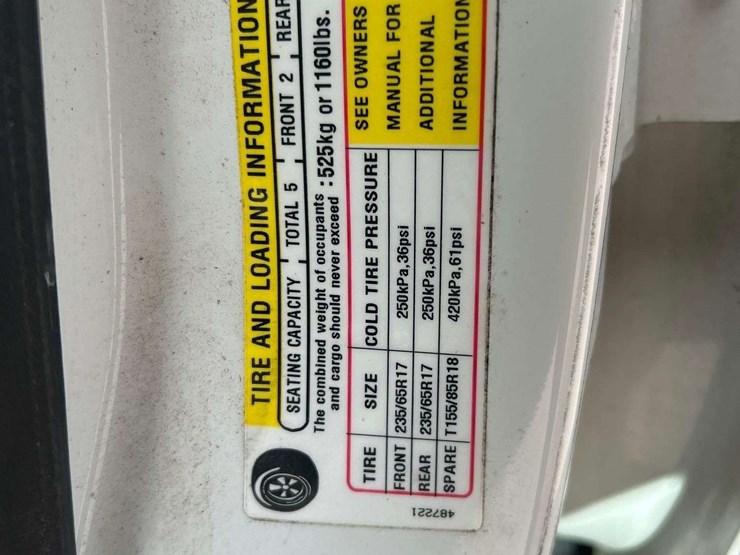 TIRE AND LOADING INFORMATION
SEATING CAPACITY TOTAL 5 FRONT 2 REAR
The combined weight of occupants
and cargo should never exceed : 525kg or 1160lbs.
TIRE SIZE COLD TIRE PRESSURE
FRONT 235/65R17 250kPa,36psi
REAR 235/65R17 250kPa,36psi
SPARE T155/85R18 420kPa,61psi
SEE OWNERS
MANUAL FOR
ADDITIONAL
INFORMATION
487221